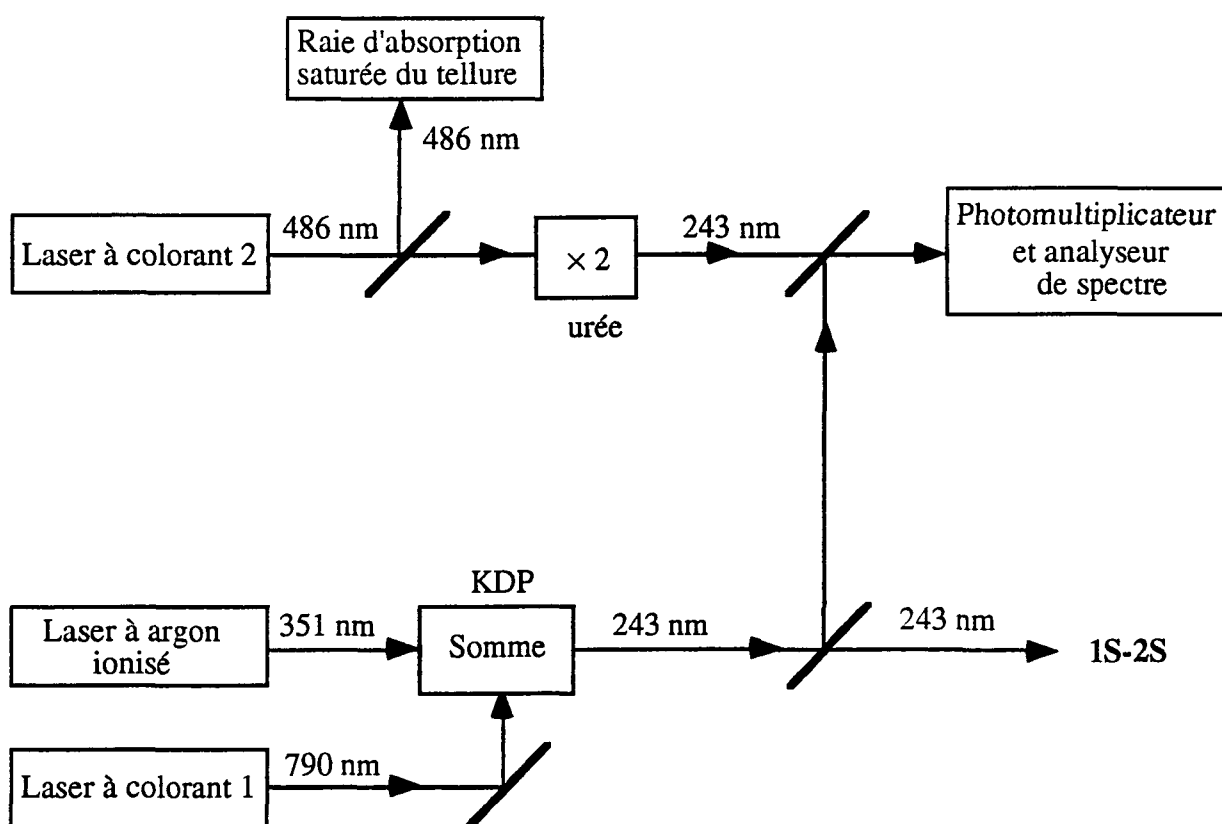 Raie d'absorption
saturée du tellure
486 nm
Laser à colorant 2
486 nm
× 2
urée
243 nm
Photomultiplicateur
et analyseur
de spectre
KDP
Laser à argon
ionisé
351 nm
Somme
243 nm
243 nm
1S-2S
Laser à colorant 1
790 nm